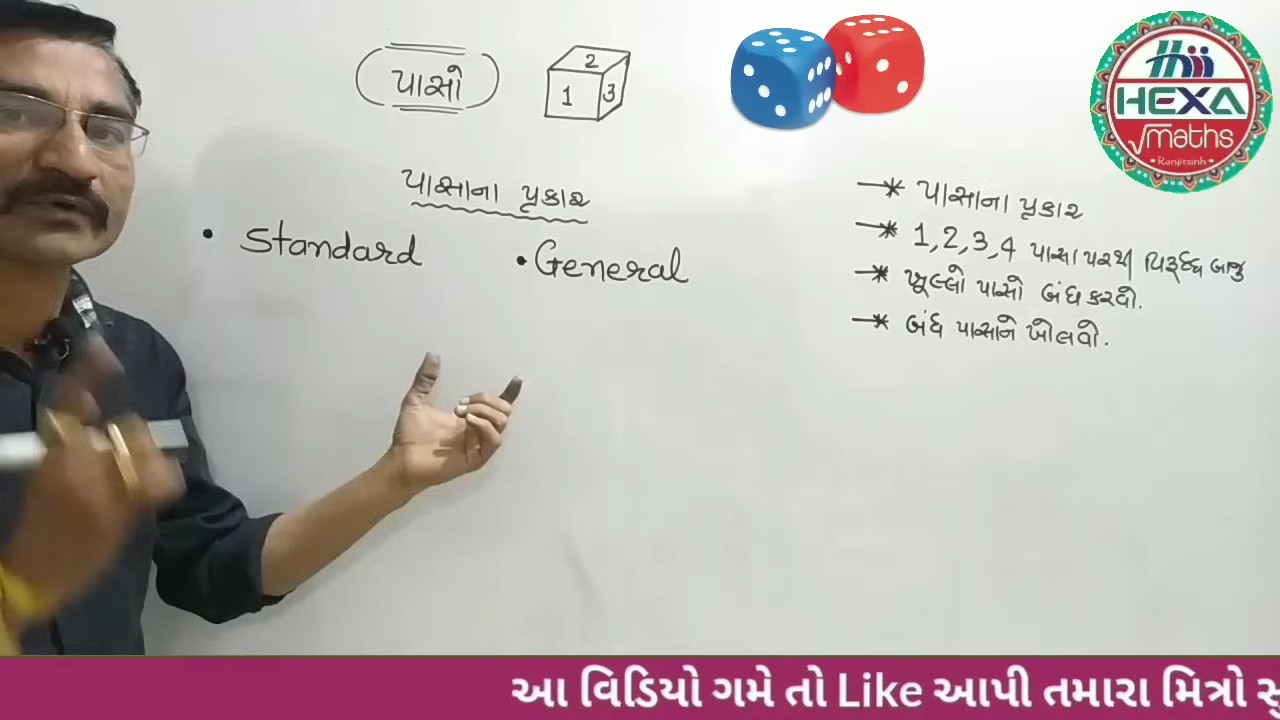 પાસો
2
1 3
HEXA
√maths
Ranjitsinh
પાસાના પ્રકાર
• Standard
• General
→* પાસાના પ્રકાર
→* 1,2,3,4 પાસા પરથી વિરૂદ્ધ બાજુ
→* ખૂલ્લો પાસો બંધ કરવો.
→* બંધ પાસાને ખોલવો.
આ વિડિયો ગમે તો Like આપી તમારા મિત્રો સુ